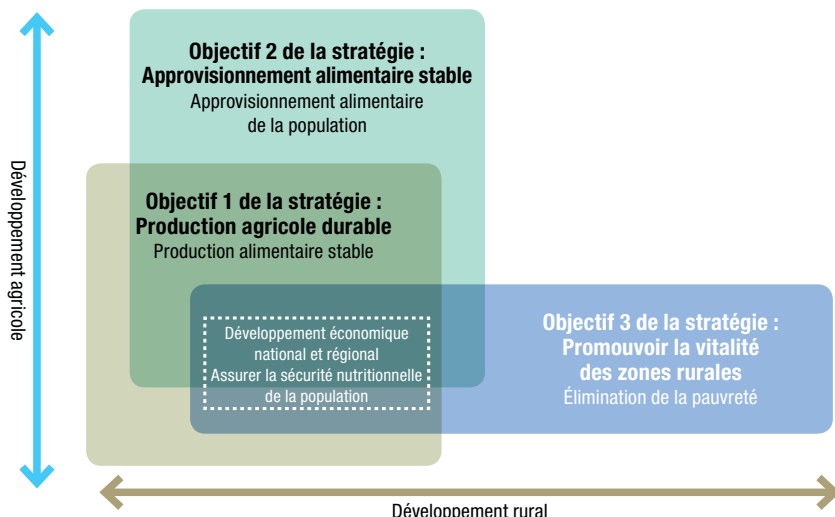 Objectif 2 de la stratégie :
Approvisionnement alimentaire stable
Approvisionnement alimentaire
de la population
Développement agricole
Objectif 1 de la stratégie :
Production agricole durable
Production alimentaire stable
Développement économique
national et régional
Assurer la sécurité nutritionnelle
de la population
Objectif 3 de la stratégie :
Promouvoir la vitalité
des zones rurales
Élimination de la pauvreté
Développement rural